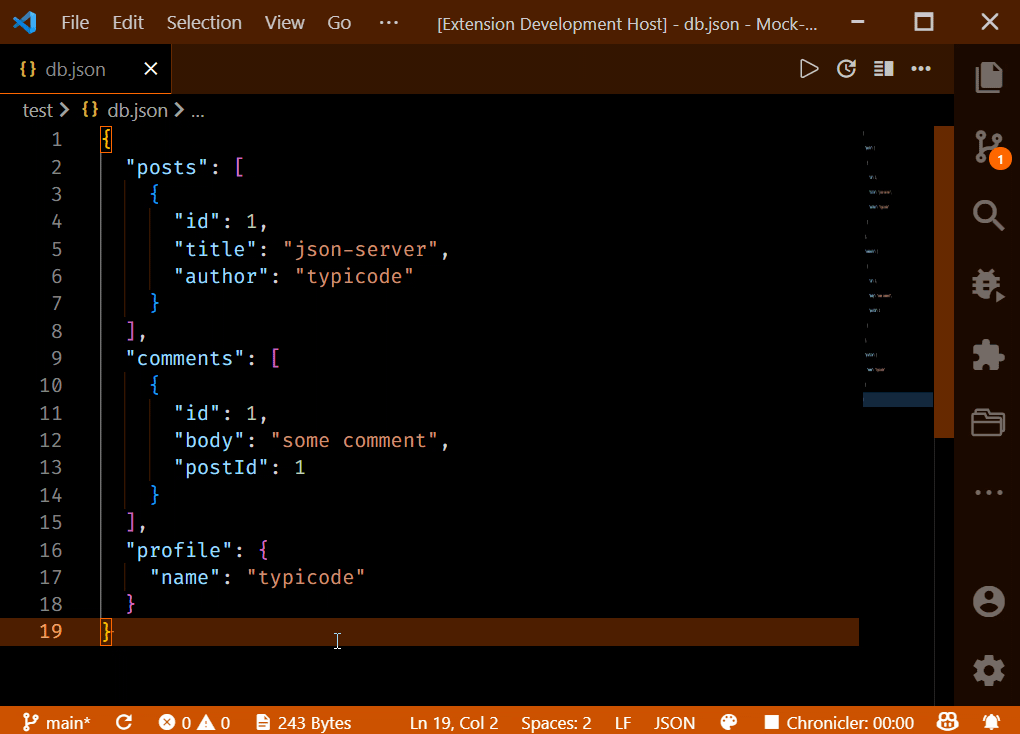 File Edit Selection View Go ··· [Extension Development Host] - db.json - Mock-...
{} db.json
test > {} db.json > ...
1 {
2 "posts": [
3 {
4 "id": 1,
5 "title": "json-server",
6 "author": "typicode"
7 }
8 ],
9 "comments": [
10 {
11 "id": 1,
12 "body": "some comment",
13 "postId": 1
14 }
15 ],
16 "profile": {
17 "name": "typicode"
18 }
19 }
1
main* 0 0 243 Bytes Ln 19, Col 2 Spaces: 2 LF JSON Chronicler: 00:00